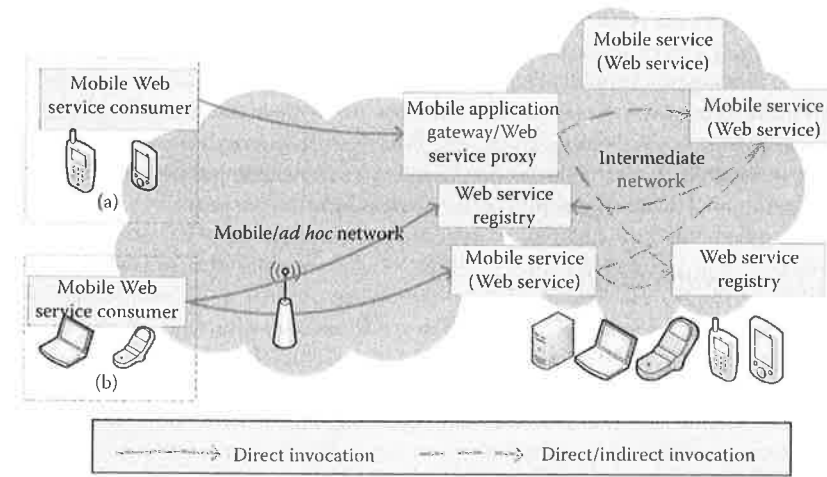 Mobile service
(Web service)
Mobile Web
service consumer
Mobile application
gateway/Web
service proxy
Mobile service
(Web service)
Intermediate
network
(a)
Web service
registry
Mobile/ad hoc network
Mobile service
(Web service)
Web service
registry
Mobile Web
service consumer
(b)
Direct invocation
Direct/indirect invocation